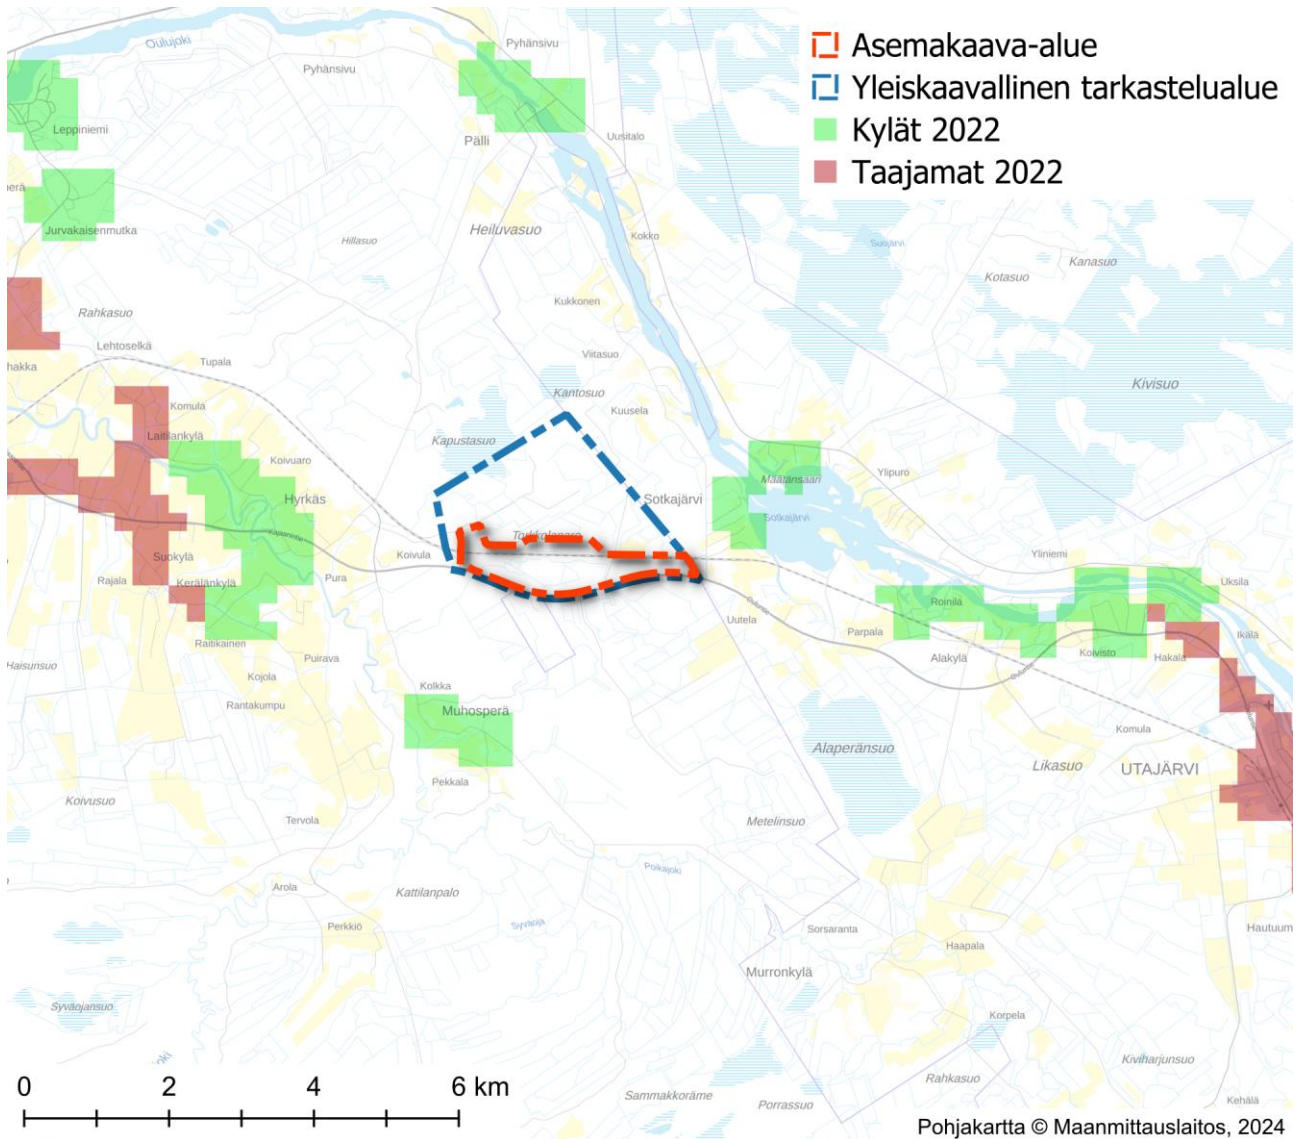 Asemakaava-alue
Yleiskaavallinen tarkastelualue
Kylät 2022
Taajamat 2022
Oulujoki
Pyhänsivu
Pyhänsivu
Leppiniemi
Pälli
Uusitalo
Jurvakaisenmutka
Hillasuo
Heiluvasuo
Kokko
Suojärvi
Kotasuo
Kanasuo
Rahkasuo
Kukkonen
Lehtoselkä
Tupala
Viitasuo
Kivisuo
Komula
Kantosuo
Kuusela
Laitilankylä
Koivuaro
Kapustasuo
Hyrkäs
Sotkajärvi
Määtänsaari
Ylipuro
Sotkajärvi
Suokylä
Koivula
Yliniemi
Rajala
Kerälänkylä
Pura
Uksila
Roinila
Raitikainen
Uutela
Parpala
Ikälä
Haisunsuo
Puirava
Alakylä
Koivisto
Hakala
Kojola
Kolkka
Rantakumpu
Muhosperä
Alaperänsuo
Komula
Likasuo
UTAJÄRVI
Pekkala
Koivusuo
Tervola
Metelinsuo
Poikajoki
Arola
Kattilanpalo
Perkkiö
Syväoja
Sorsaranta
Hautuum
Haapala
Murronkylä
Syväojansuo
Korpela
Kiviharjunsuo
Rahkasuo
Sammakkoräme
Porrassuo
Kehälä
0 2 4 6 km
Pohjakartta © Maanmittauslaitos, 2024